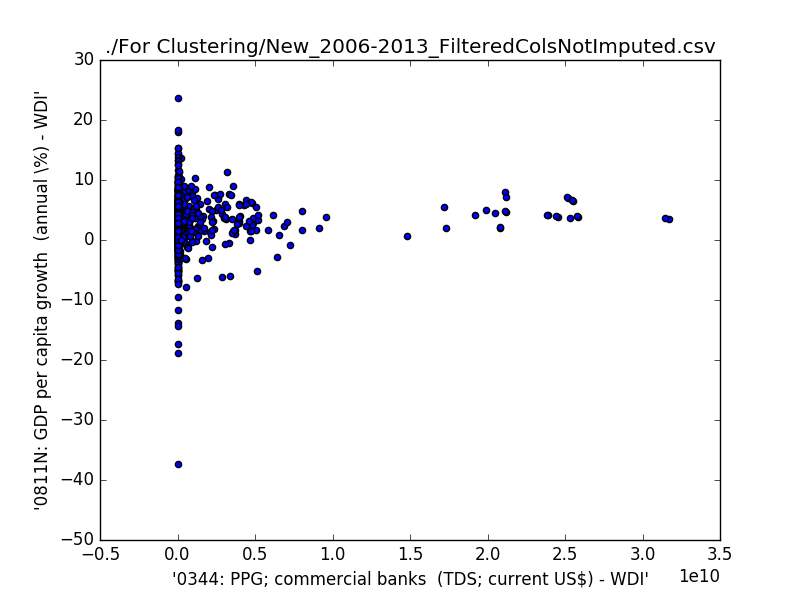 ./For Clustering/New_2006-2013_FilteredColsNotImputed.csv
30
20
10
0
−10
−20
−30
−40
−50
'0811N: GDP per capita growth  (annual \%) - WDI'
−0.5 0.0 0.5 1.0 1.5 2.0 2.5 3.0 3.5
1e10
'0344: PPG; commercial banks  (TDS; current US$) - WDI'